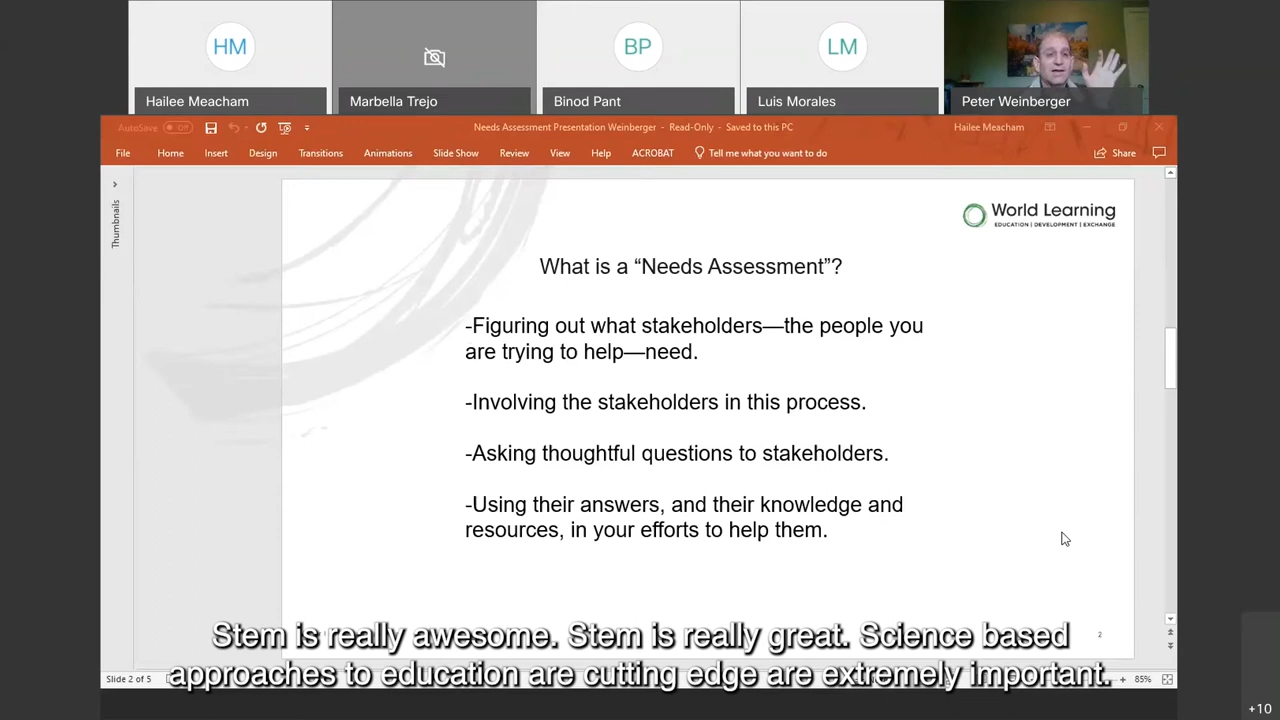 HM
BP
LM
Hailee Meacham
Marbella Trejo
Binod Pant
Luis Morales
Peter Weinberger
AutoSave Off
Needs Assessment Presentation Weinberger - Read-Only - Saved to this PC
Hailee Meacham
File Home Insert Design Transitions Animations Slide Show Review View Help ACROBAT Tell me what you want to do Share
Thumbnails
World Learning
EDUCATION | DEVELOPMENT | EXCHANGE
What is a “Needs Assessment”?
-Figuring out what stakeholders—the people you
are trying to help—need.
-Involving the stakeholders in this process.
-Asking thoughtful questions to stakeholders.
-Using their answers, and their knowledge and
resources, in your efforts to help them.
2
Stem is really awesome. Stem is really great. Science based
approaches to education are cutting edge are extremely important.
Slide 2 of 5
85%
+10